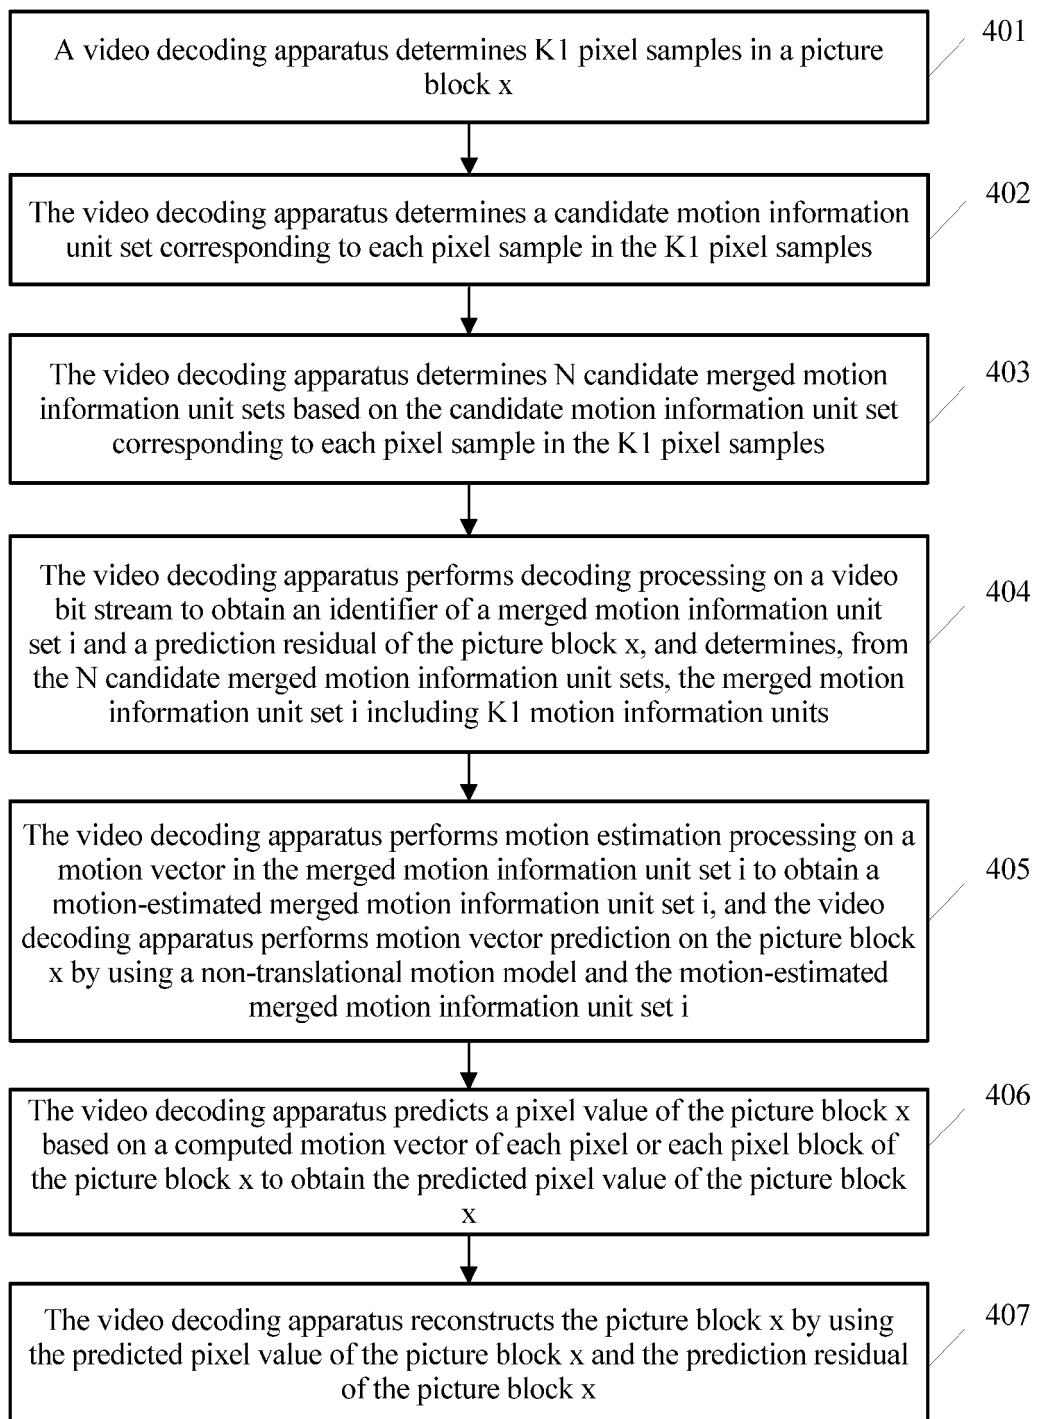 A video decoding apparatus determines K1 pixel samples in a picture
block x
401
The video decoding apparatus determines a candidate motion information
unit set corresponding to each pixel sample in the K1 pixel samples
402
The video decoding apparatus determines N candidate merged motion
information unit sets based on the candidate motion information unit set
corresponding to each pixel sample in the K1 pixel samples
403
The video decoding apparatus performs decoding processing on a video
bit stream to obtain an identifier of a merged motion information unit
set i and a prediction residual of the picture block x, and determines, from
the N candidate merged motion information unit sets, the merged motion
information unit set i including K1 motion information units
404
The video decoding apparatus performs motion estimation processing on a
motion vector in the merged motion information unit set i to obtain a
motion-estimated merged motion information unit set i, and the video
decoding apparatus performs motion vector prediction on the picture block
x by using a non-translational motion model and the motion-estimated
merged motion information unit set i
405
The video decoding apparatus predicts a pixel value of the picture block x
based on a computed motion vector of each pixel or each pixel block of
the picture block x to obtain the predicted pixel value of the picture block
x
406
The video decoding apparatus reconstructs the picture block x by using
the predicted pixel value of the picture block x and the prediction residual
of the picture block x
407